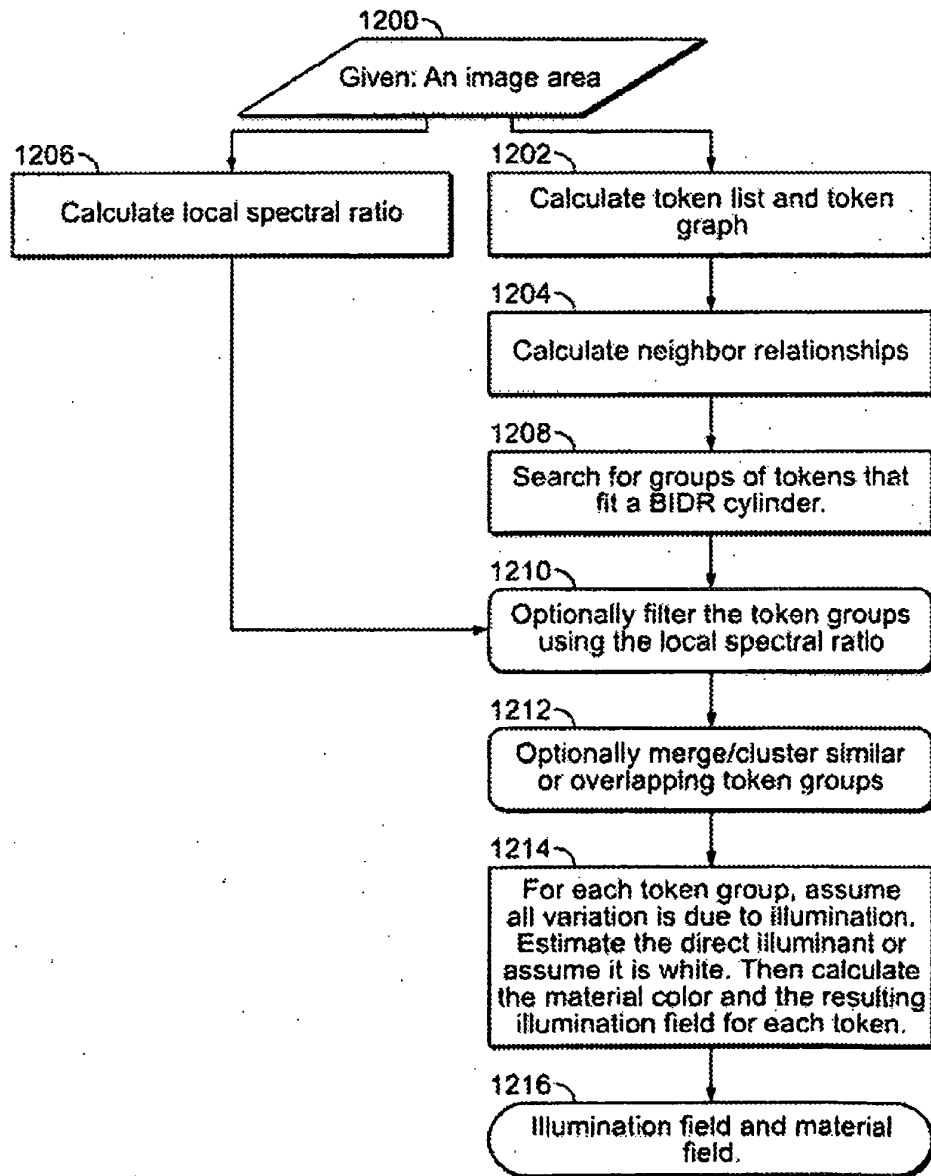 1200
Given: An image area
1206
Calculate local spectral ratio
1202
Calculate token list and token
graph
1204
Calculate neighbor relationships
1208
Search for groups of tokens that
fit a BIDR cylinder.
1210
Optionally filter the token groups
using the local spectral ratio
1212
Optionally merge/cluster similar
or overlapping token groups
1214
For each token group, assume
all variation is due to illumination.
Estimate the direct illuminant or
assume it is white. Then calculate
the material color and the resulting
illumination field for each token.
1216
Illumination field and material
field.